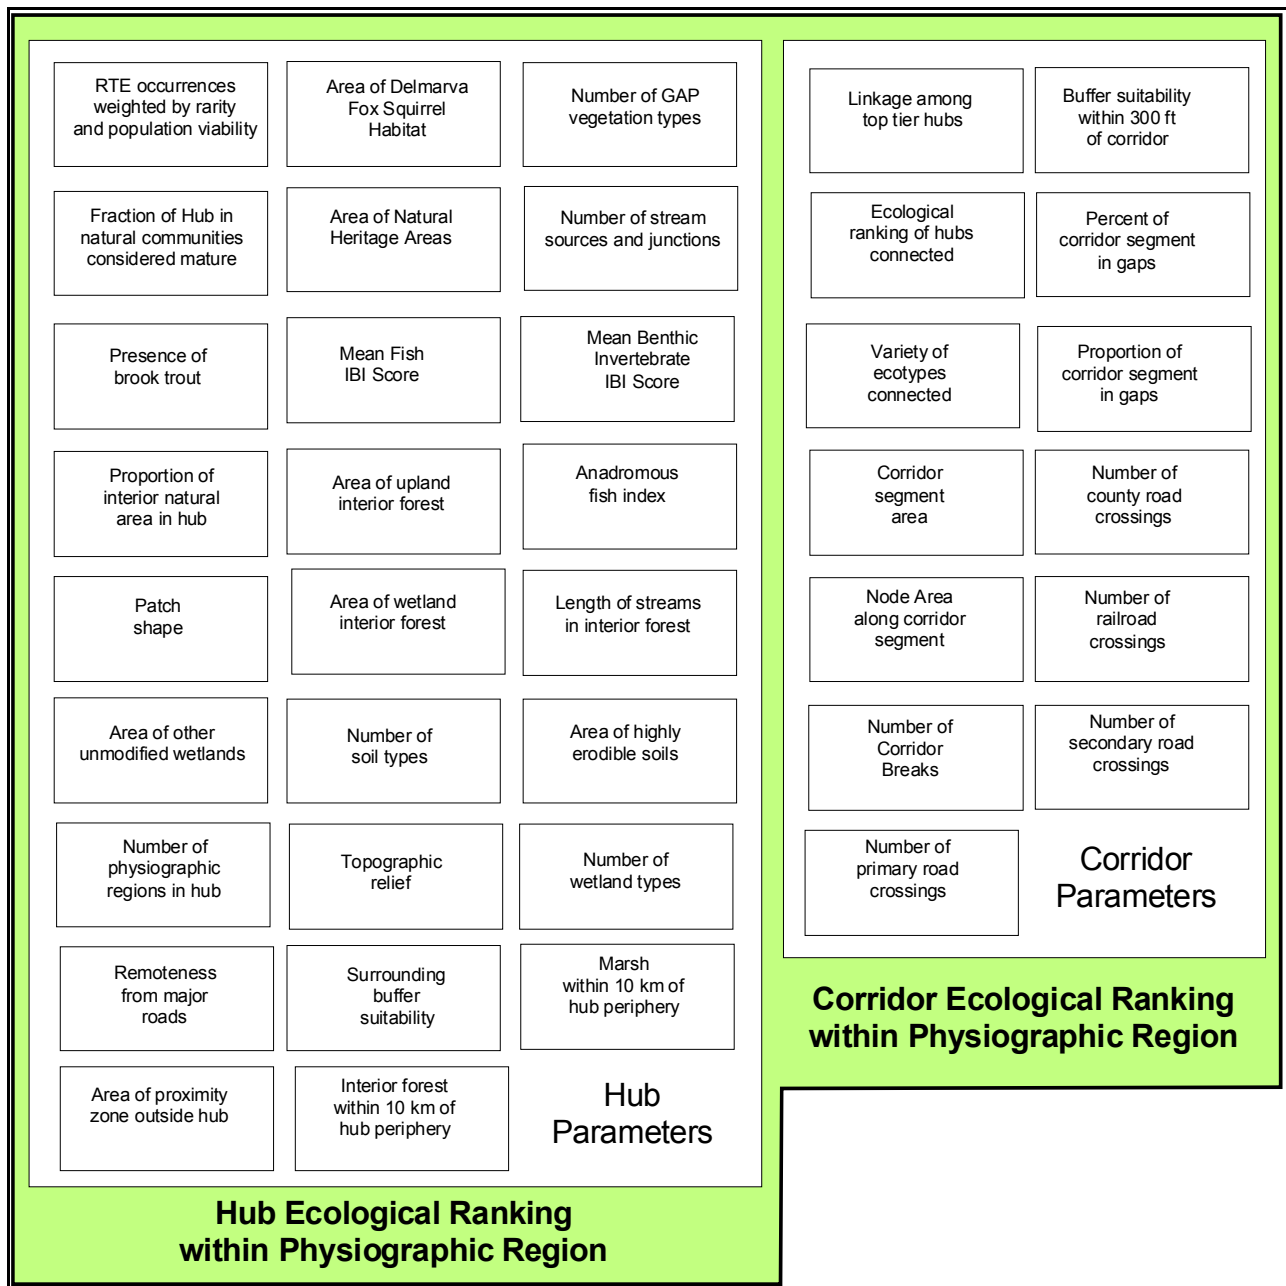 RTE occurrences
weighted by rarity
and population viability
Area of Delmarva
Fox Squirrel
Habitat
Number of GAP
vegetation types
Fraction of Hub in
natural communities
considered mature
Area of Natural
Heritage Areas
Number of stream
sources and junctions
Presence of
brook trout
Mean Fish
IBI Score
Mean Benthic
Invertebrate
IBI Score
Proportion of
interior natural
area in hub
Area of upland
interior forest
Anadromous
fish index
Patch
shape
Area of wetland
interior forest
Length of streams
in interior forest
Area of other
unmodified wetlands
Number of
soil types
Area of highly
erodible soils
Number of
physiographic
regions in hub
Topographic
relief
Number of
wetland types
Remoteness
from major
roads
Surrounding
buffer
suitability
Marsh
within 10 km of
hub periphery
Area of proximity
zone outside hub
Interior forest
within 10 km of
hub periphery
Hub
Parameters
Hub Ecological Ranking
within Physiographic Region
Linkage among
top tier hubs
Buffer suitability
within 300 ft
of corridor
Ecological
ranking of hubs
connected
Percent of
corridor segment
in gaps
Variety of
ecotypes
connected
Proportion of
corridor segment
in gaps
Corridor
segment
area
Number of
county road
crossings
Node Area
along corridor
segment
Number of
railroad
crossings
Number of
Corridor
Breaks
Number of
secondary road
crossings
Number of
primary road
crossings
Corridor
Parameters
Corridor Ecological Ranking
within Physiographic Region